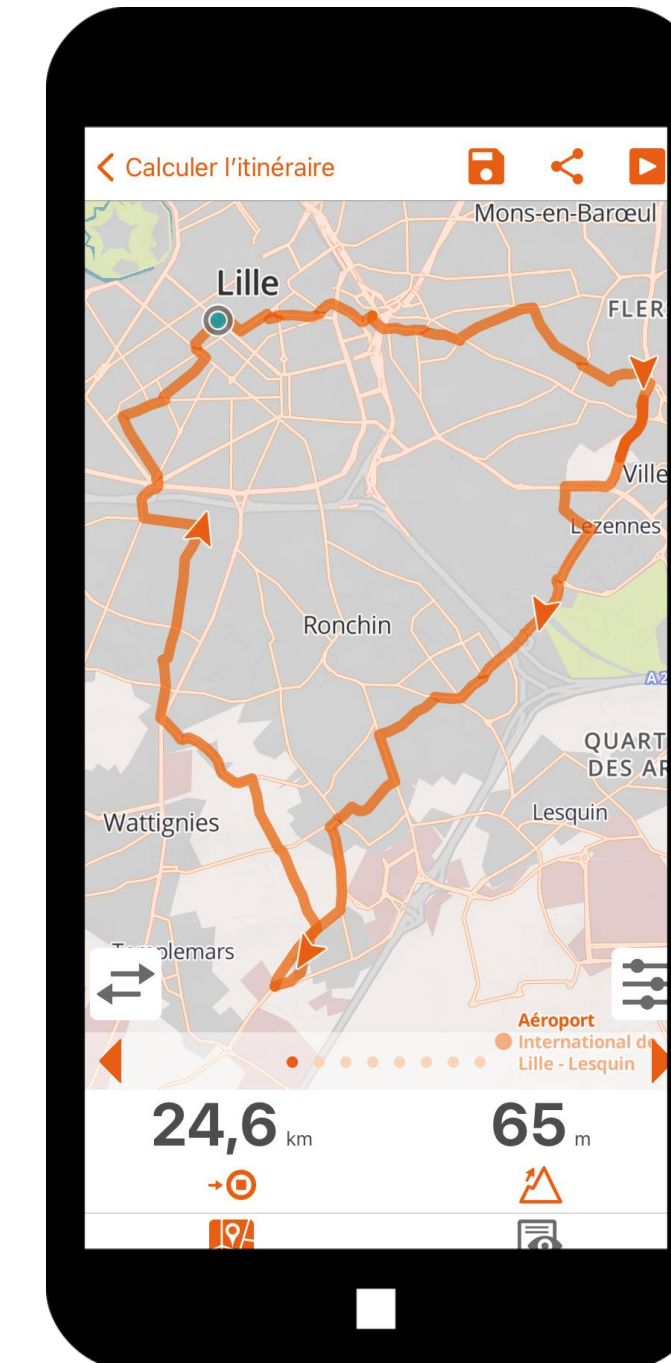 Calculer l'itinéraire
Mons-en-Barœul
Lille
FLER
Ville
Lezennes
Ronchin
A2
QUART
DES AR
Lesquin
Wattignies
Templemars
Aéroport
International de
Lille - Lesquin
24,6 km
65 m